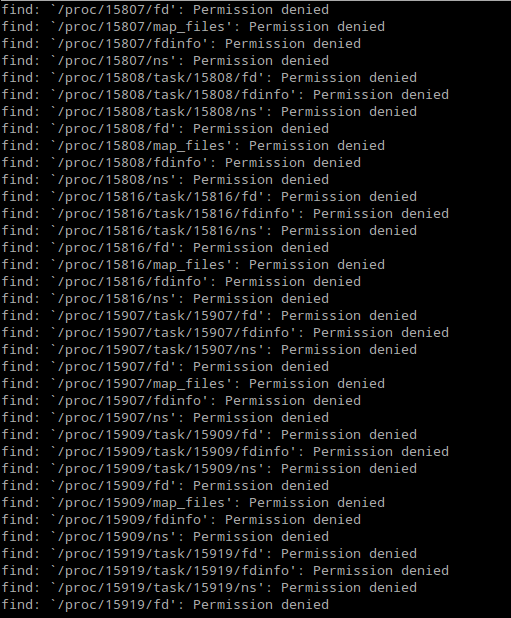 find: `/proc/15807/fd': Permission denied
find: `/proc/15807/map_files': Permission denied
find: `/proc/15807/fdinfo': Permission denied
find: `/proc/15807/ns': Permission denied
find: `/proc/15808/task/15808/fd': Permission denied
find: `/proc/15808/task/15808/fdinfo': Permission denied
find: `/proc/15808/task/15808/ns': Permission denied
find: `/proc/15808/fd': Permission denied
find: `/proc/15808/map_files': Permission denied
find: `/proc/15808/fdinfo': Permission denied
find: `/proc/15808/ns': Permission denied
find: `/proc/15816/task/15816/fd': Permission denied
find: `/proc/15816/task/15816/fdinfo': Permission denied
find: `/proc/15816/task/15816/ns': Permission denied
find: `/proc/15816/fd': Permission denied
find: `/proc/15816/map_files': Permission denied
find: `/proc/15816/fdinfo': Permission denied
find: `/proc/15816/ns': Permission denied
find: `/proc/15907/task/15907/fd': Permission denied
find: `/proc/15907/task/15907/fdinfo': Permission denied
find: `/proc/15907/task/15907/ns': Permission denied
find: `/proc/15907/fd': Permission denied
find: `/proc/15907/map_files': Permission denied
find: `/proc/15907/fdinfo': Permission denied
find: `/proc/15907/ns': Permission denied
find: `/proc/15909/task/15909/fd': Permission denied
find: `/proc/15909/task/15909/fdinfo': Permission denied
find: `/proc/15909/task/15909/ns': Permission denied
find: `/proc/15909/fd': Permission denied
find: `/proc/15909/map_files': Permission denied
find: `/proc/15909/fdinfo': Permission denied
find: `/proc/15909/ns': Permission denied
find: `/proc/15919/task/15919/fd': Permission denied
find: `/proc/15919/task/15919/fdinfo': Permission denied
find: `/proc/15919/task/15919/ns': Permission denied
find: `/proc/15919/fd': Permission denied